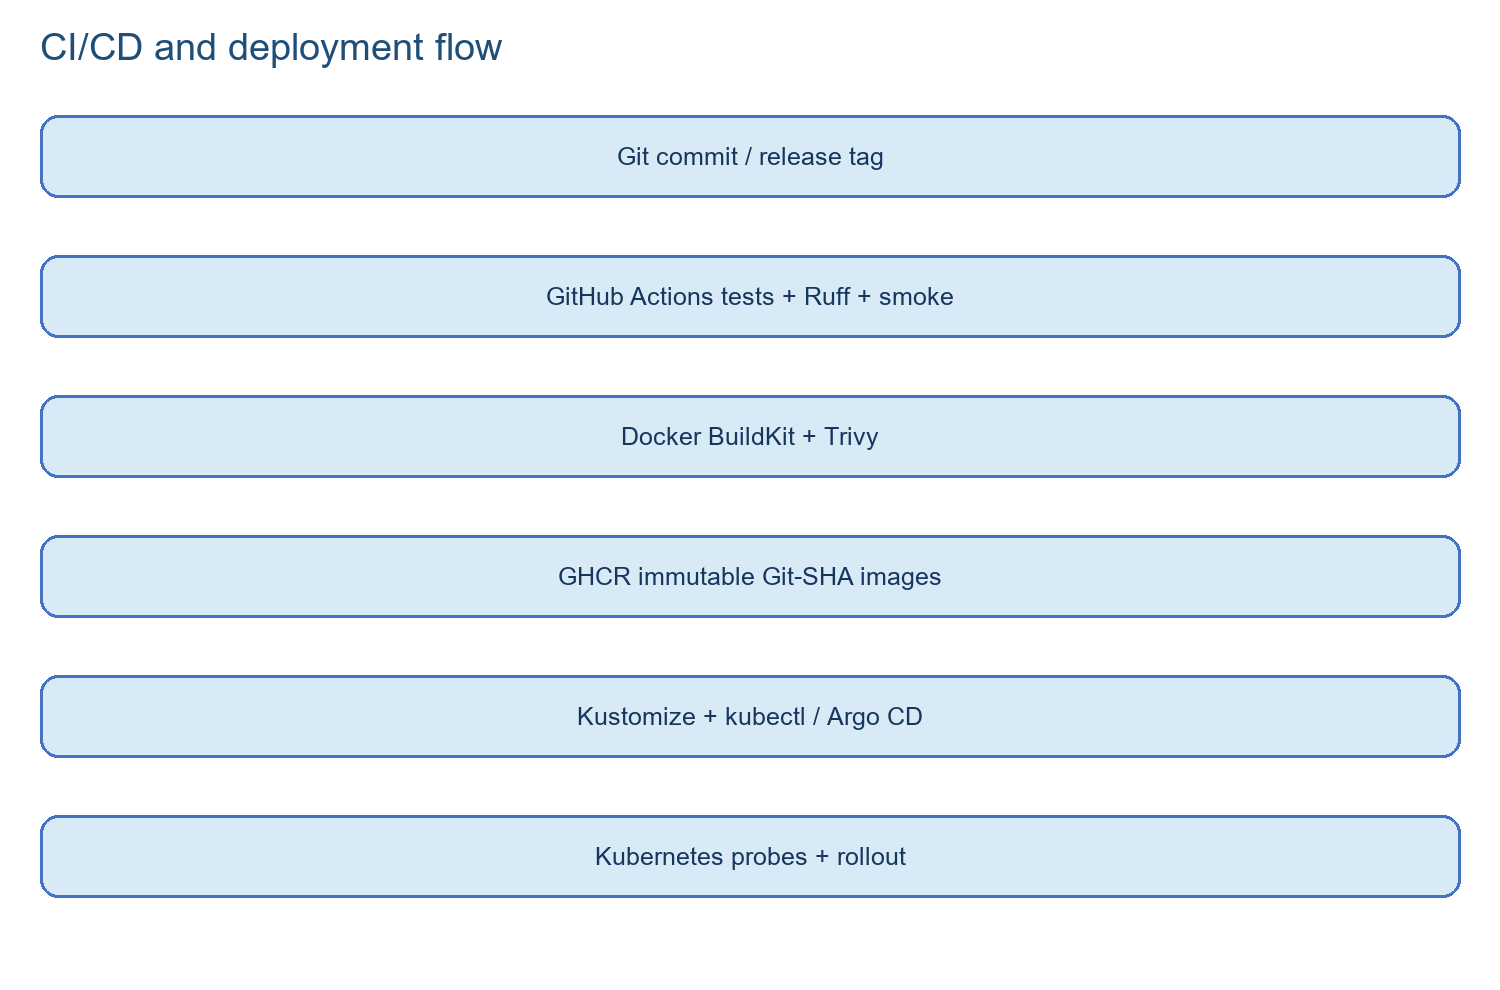 CI/CD and deployment flow
Git commit / release tag
GitHub Actions tests + Ruff + smoke
Docker BuildKit + Trivy
GHCR immutable Git-SHA images
Kustomize + kubectl / Argo CD
Kubernetes probes + rollout